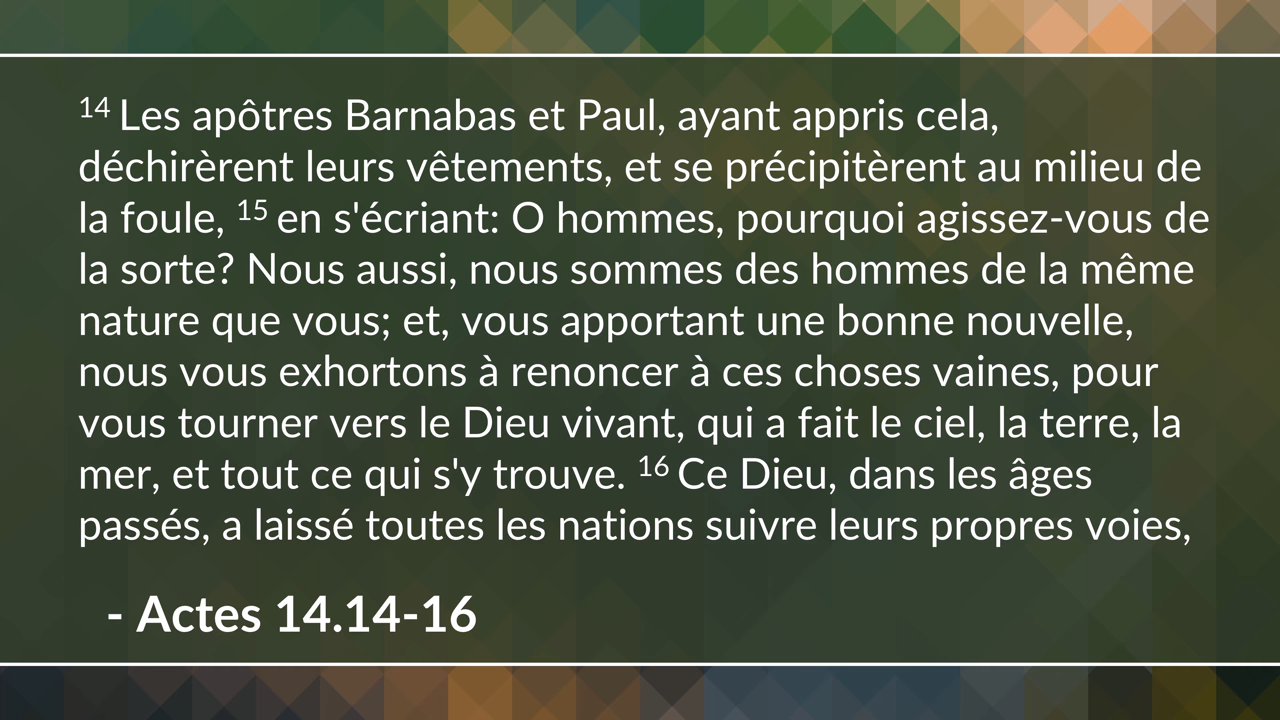 14 Les apôtres Barnabas et Paul, ayant appris cela,
déchirèrent leurs vêtements, et se précipitèrent au milieu de
la foule, 15 en s'écriant: O hommes, pourquoi agissez-vous de
la sorte? Nous aussi, nous sommes des hommes de la même
nature que vous; et, vous apportant une bonne nouvelle,
nous vous exhortons à renoncer à ces choses vaines, pour
vous tourner vers le Dieu vivant, qui a fait le ciel, la terre, la
mer, et tout ce qui s'y trouve. 16 Ce Dieu, dans les âges
passés, a laissé toutes les nations suivre leurs propres voies,
- Actes 14.14-16